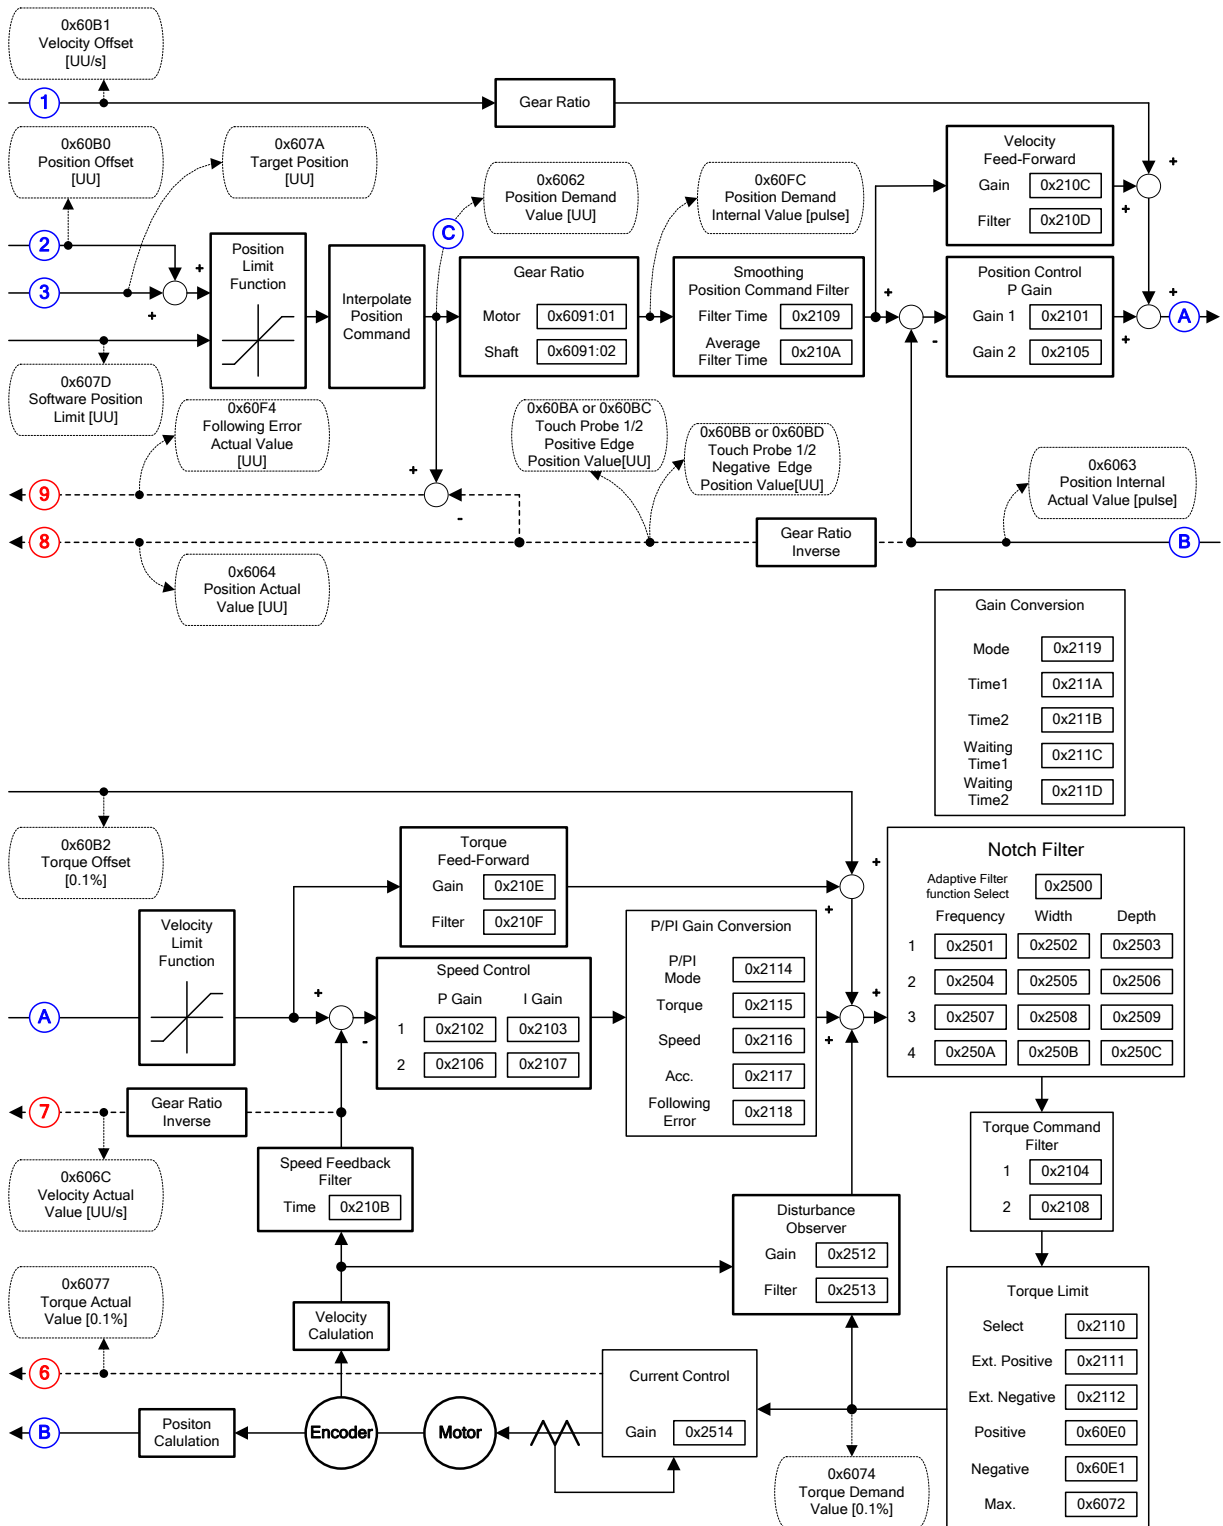 0x60B1
Velocity Offset
[UU/s]
1
Gear Ratio
0x60B0
Position Offset
[UU]
0x607A
Target Position
[UU]
0x6062
Position Demand
Value [UU]
0x60FC
Position Demand
Internal Value [pulse]
Velocity
Feed-Forward
Gain 0x210C
Filter 0x210D
+
+
2
3
+
+
Position
Limit
Function
Interpolate
Position
Command
C
Gear Ratio
Motor 0x6091:01
Shaft 0x6091:02
Smoothing
Position Command Filter
Filter Time 0x2109
Average
Filter Time 0x210A
+
-
Position Control
P Gain
Gain 1 0x2101
Gain 2 0x2105
+
+
A
0x607D
Software Position
Limit [UU]
0x60F4
Following Error
Actual Value
[UU]
0x60BA or 0x60BC
Touch Probe 1/2
Positive Edge
Position Value[UU]
0x60BB or 0x60BD
Touch Probe 1/2
Negative Edge
Position Value[UU]
0x6063
Position Internal
Actual Value [pulse]
9
+
-
8
Gear Ratio
Inverse
B
0x6064
Position Actual
Value [UU]
Gain Conversion
Mode 0x2119
Time1 0x211A
Time2 0x211B
Waiting
Time1 0x211C
Waiting
Time2 0x211D
0x60B2
Torque Offset
[0.1%]
Torque
Feed-Forward
Gain 0x210E
Filter 0x210F
+
+
Notch Filter
Adaptive Filter
function Select 0x2500
Frequency Width Depth
1 0x2501 0x2502 0x2503
2 0x2504 0x2505 0x2506
3 0x2507 0x2508 0x2509
4 0x250A 0x250B 0x250C
A
Velocity
Limit
Function
+
-
Speed Control
P Gain I Gain
1 0x2102 0x2103
2 0x2106 0x2107
P/PI Gain Conversion
P/PI
Mode 0x2114
Torque 0x2115
Speed 0x2116
Acc. 0x2117
Following
Error 0x2118
+
+
7
Gear Ratio
Inverse
0x606C
Velocity Actual
Value [UU/s]
Speed Feedback
Filter
Time 0x210B
Torque Command
Filter
1 0x2104
2 0x2108
Disturbance
Observer
Gain 0x2512
Filter 0x2513
0x6077
Torque Actual
Value [0.1%]
Velocity
Calulation
6
Current Control
Gain 0x2514
B
Positon
Calulation
Encoder
Motor
0x6074
Torque Demand
Value [0.1%]
Torque Limit
Select 0x2110
Ext. Positive 0x2111
Ext. Negative 0x2112
Positive 0x60E0
Negative 0x60E1
Max. 0x6072